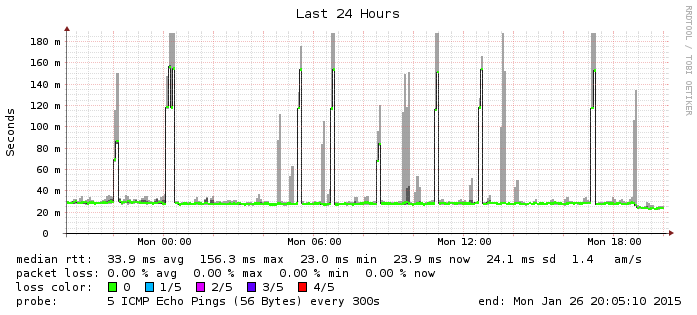 Last 24 Hours
RRDTOOL / TOBI OETIKER
Seconds
180 m
160 m
140 m
120 m
100 m
80 m
60 m
40 m
20 m
0
Mon 00:00 Mon 06:00 Mon 12:00 Mon 18:00
median rtt: 33.9 ms avg 156.3 ms max 23.0 ms min 23.9 ms now 24.1 ms sd 1.4 am/s
packet loss: 0.00 % avg 0.00 % max 0.00 % min 0.00 % now
loss color: 0 1/5 2/5 3/5 4/5
probe: 5 ICMP Echo Pings (56 Bytes) every 300s end: Mon Jan 26 20:05:10 2015